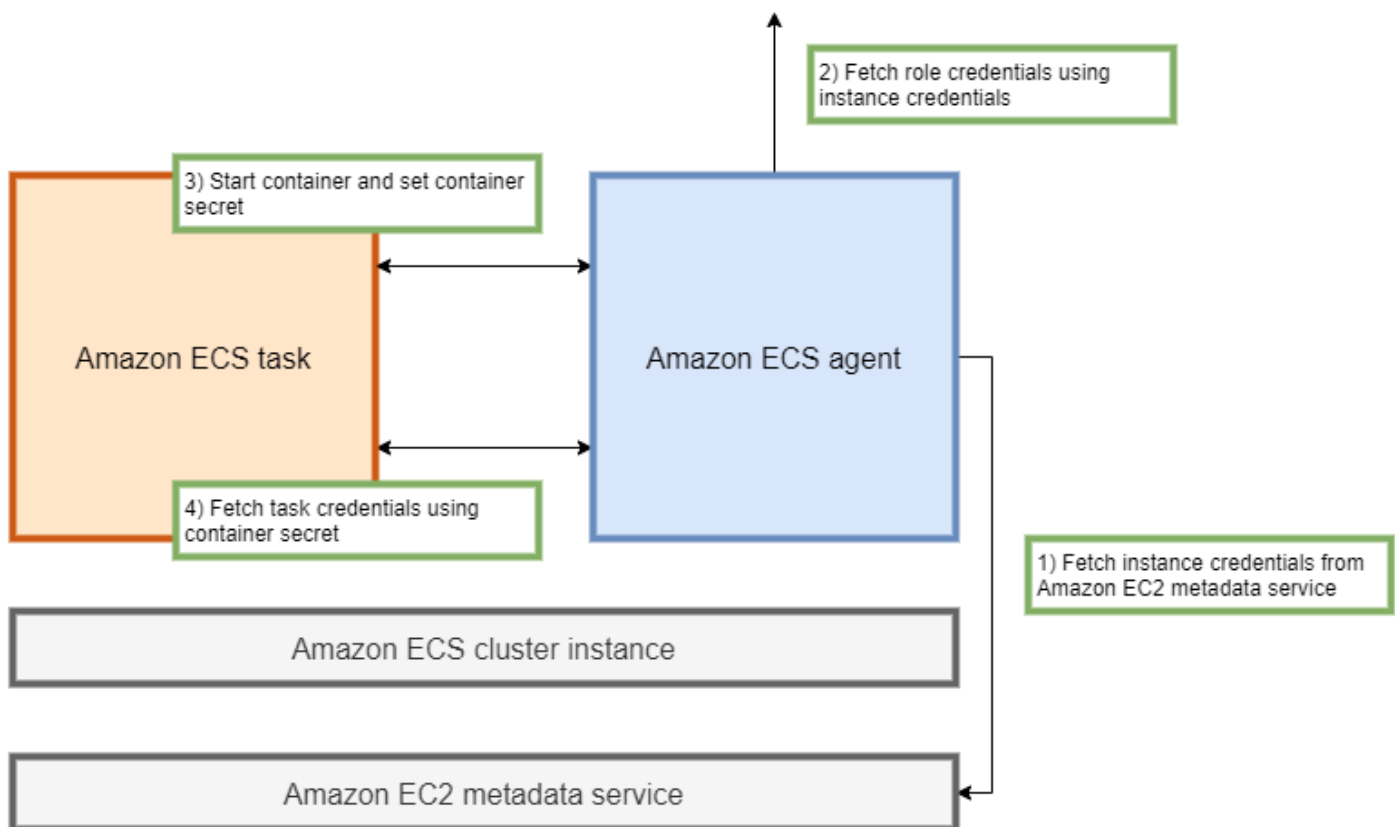 2) Fetch role credentials using
instance credentials
3) Start container and set container
secret
Amazon ECS task
Amazon ECS agent
4) Fetch task credentials using
container secret
1) Fetch instance credentials from
Amazon EC2 metadata service
Amazon ECS cluster instance
Amazon EC2 metadata service